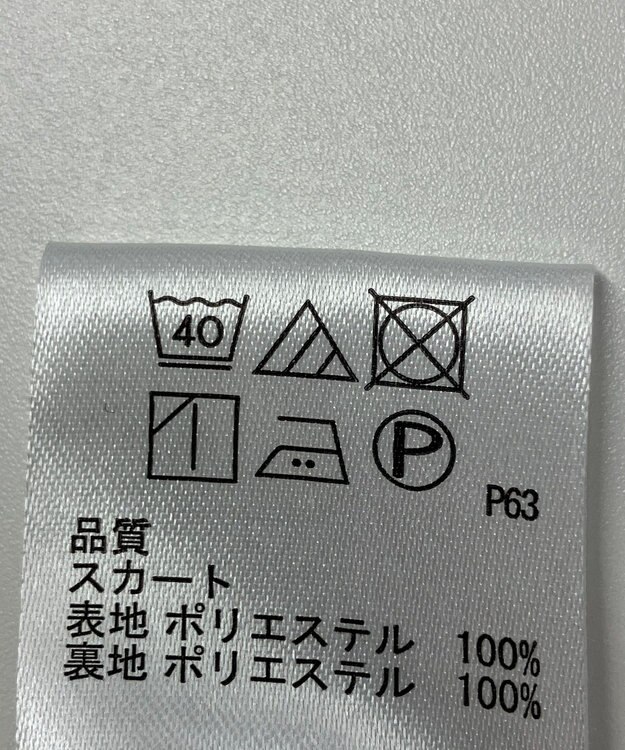 40
P
P63
品質
スカート
表地 ポリエステル 100%
裏地 ポリエステル 100%